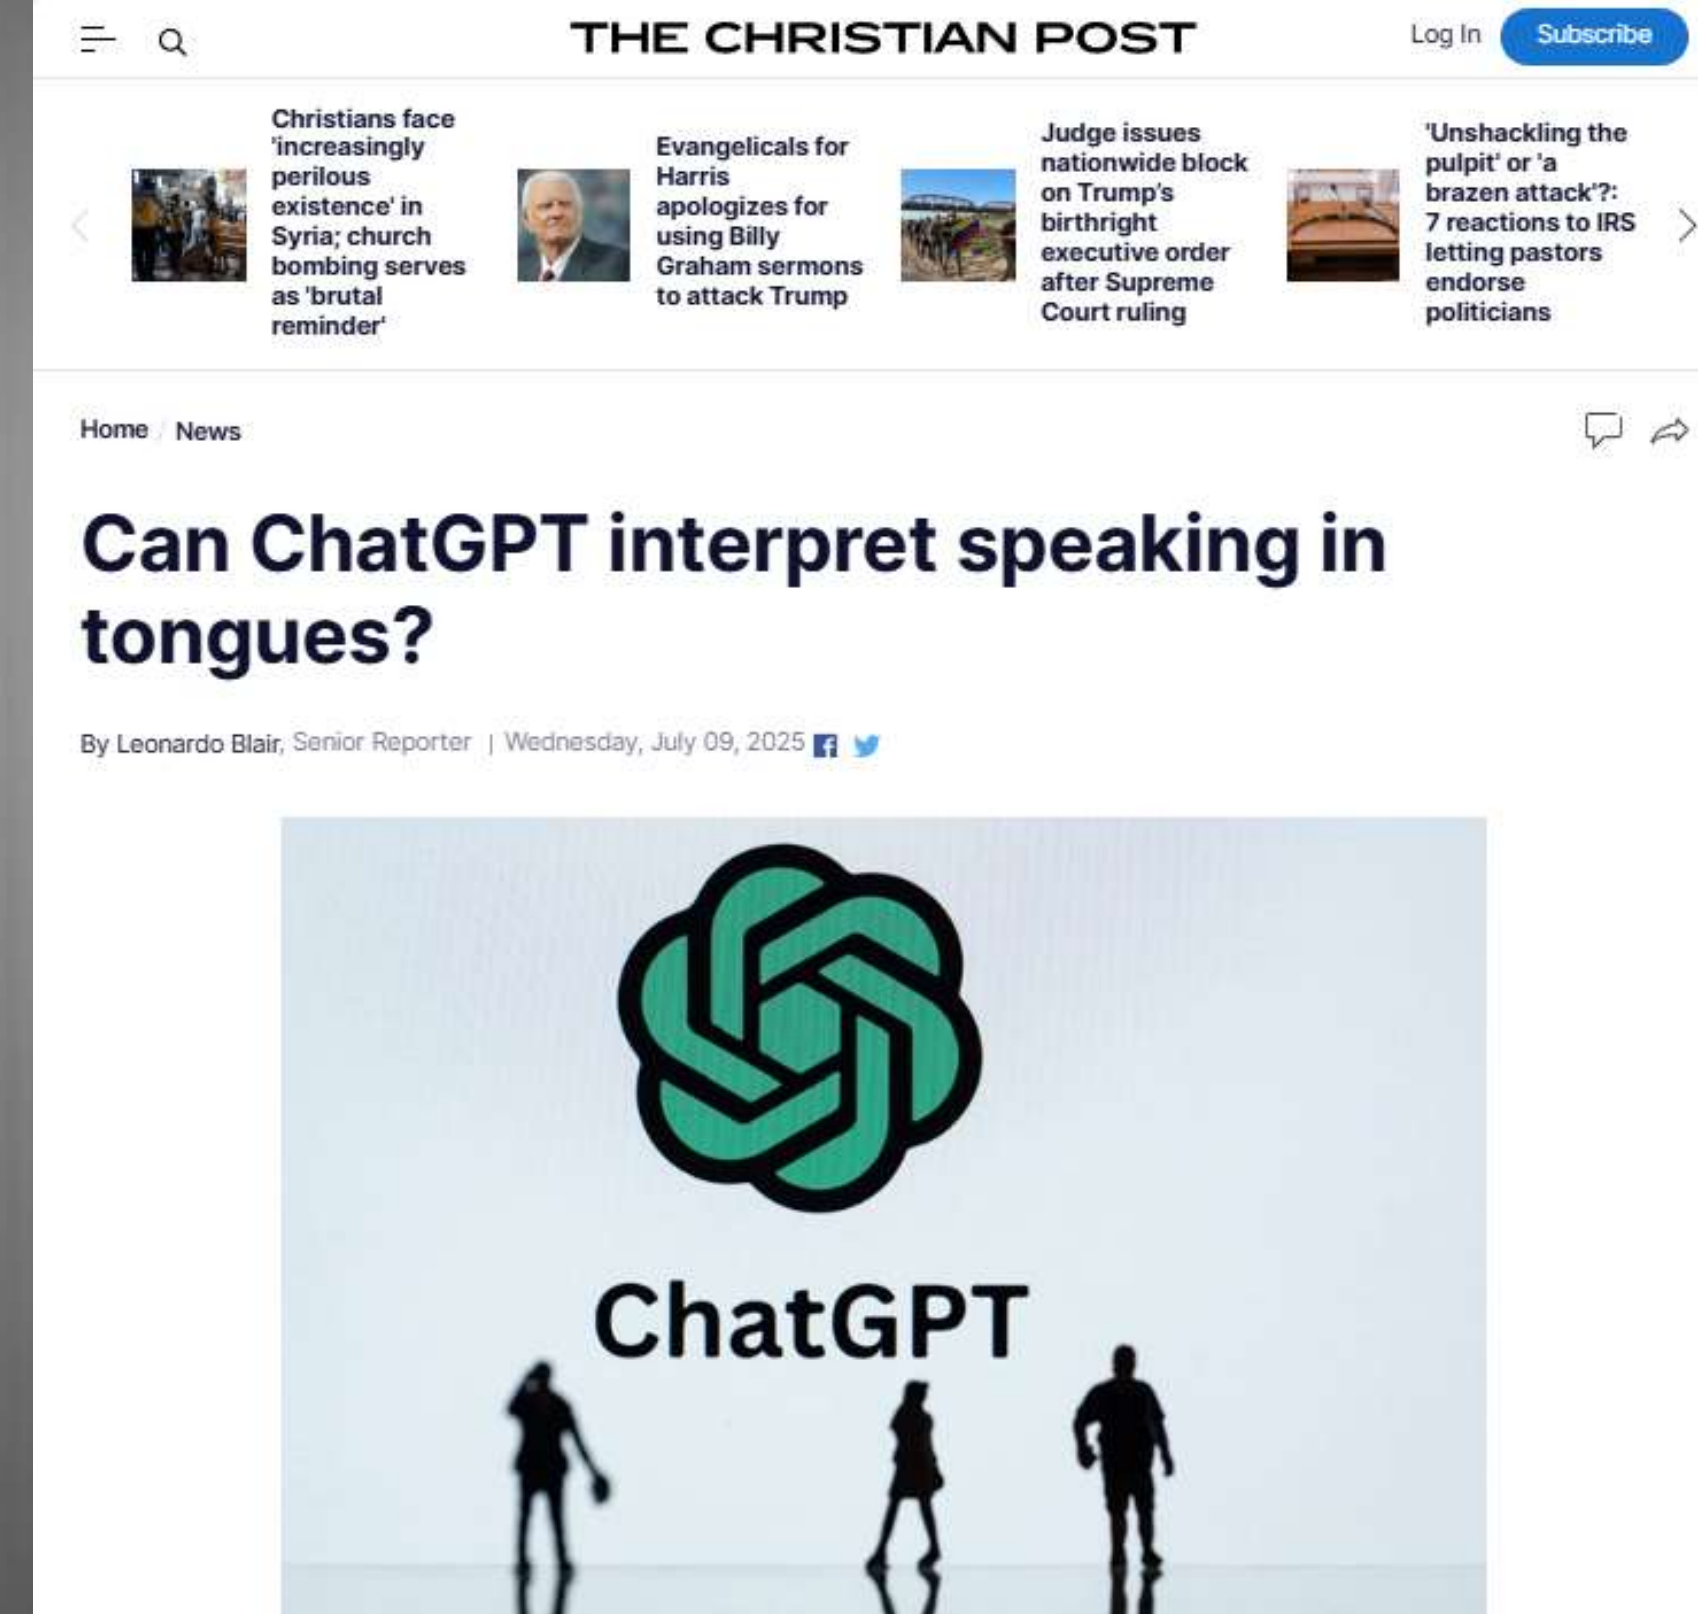 THE CHRISTIAN POST
Log In
Subscribe
Christians face
'increasingly
perilous
existence' in
Syria; church
bombing serves
as 'brutal
reminder'
Evangelicals for
Harris
apologizes for
using Billy
Graham sermons
to attack Trump
Judge issues
nationwide block
on Trump's
birthright
executive order
after Supreme
Court ruling
'Unshackling the
pulpit' or 'a
brazen attack'?:
7 reactions to IRS
letting pastors
endorse
politicians
Home / News
Can ChatGPT interpret speaking in
tongues?
By Leonardo Blair, Senior Reporter | Wednesday, July 09, 2025
ChatGPT